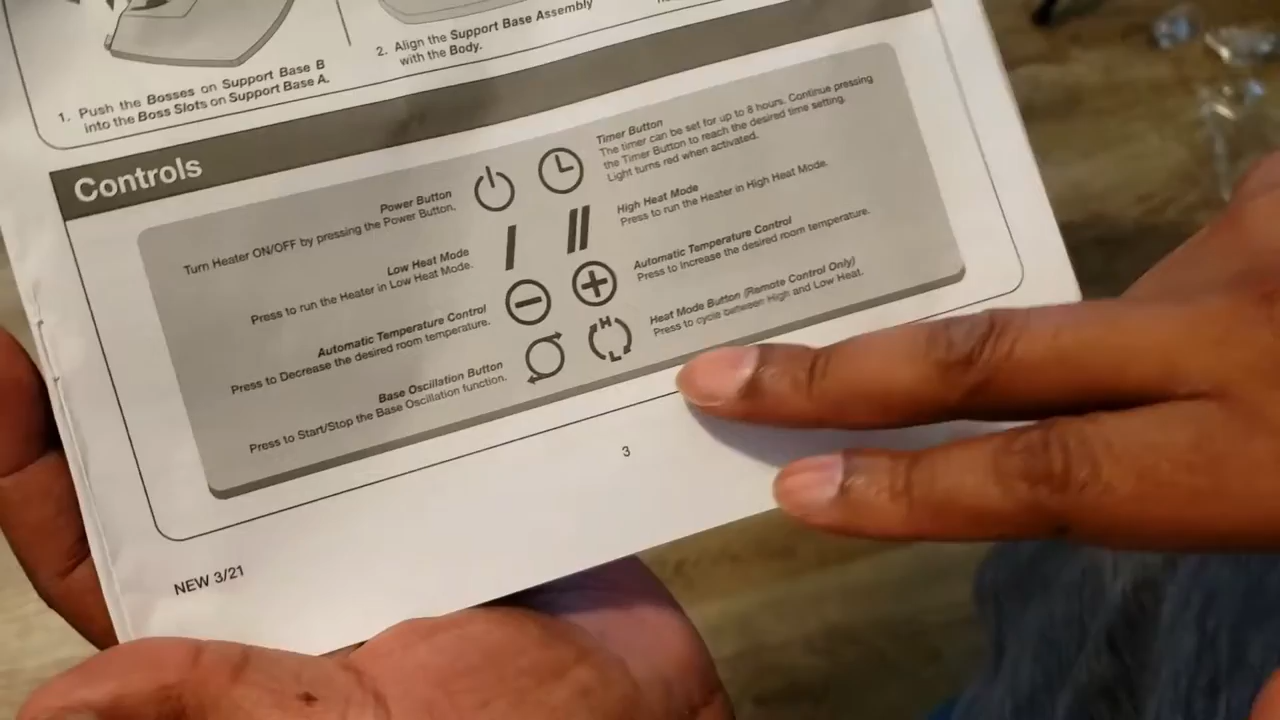 1. Push the Bosses on Support Base B
into the Boss Slots on Support Base A.
2. Align the Support Base Assembly
with the Body.
Controls
Power Button
Turn Heater ON/OFF by pressing the Power Button.
Timer Button
The timer can be set for up to 8 hours. Continue pressing
the Timer Button to reach the desired time setting.
Light turns red when activated.
Low Heat Mode
Press to run the Heater in Low Heat Mode.
High Heat Mode
Press to run the Heater in High Heat Mode.
Automatic Temperature Control
Press to Decrease the desired room temperature.
Automatic Temperature Control
Press to Increase the desired room temperature.
Base Oscillation Button
Press to Start/Stop the Base Oscillation function.
H
L
Heat Mode Button (Remote Control Only)
Press to cycle between High and Low Heat.
3
NEW 3/21